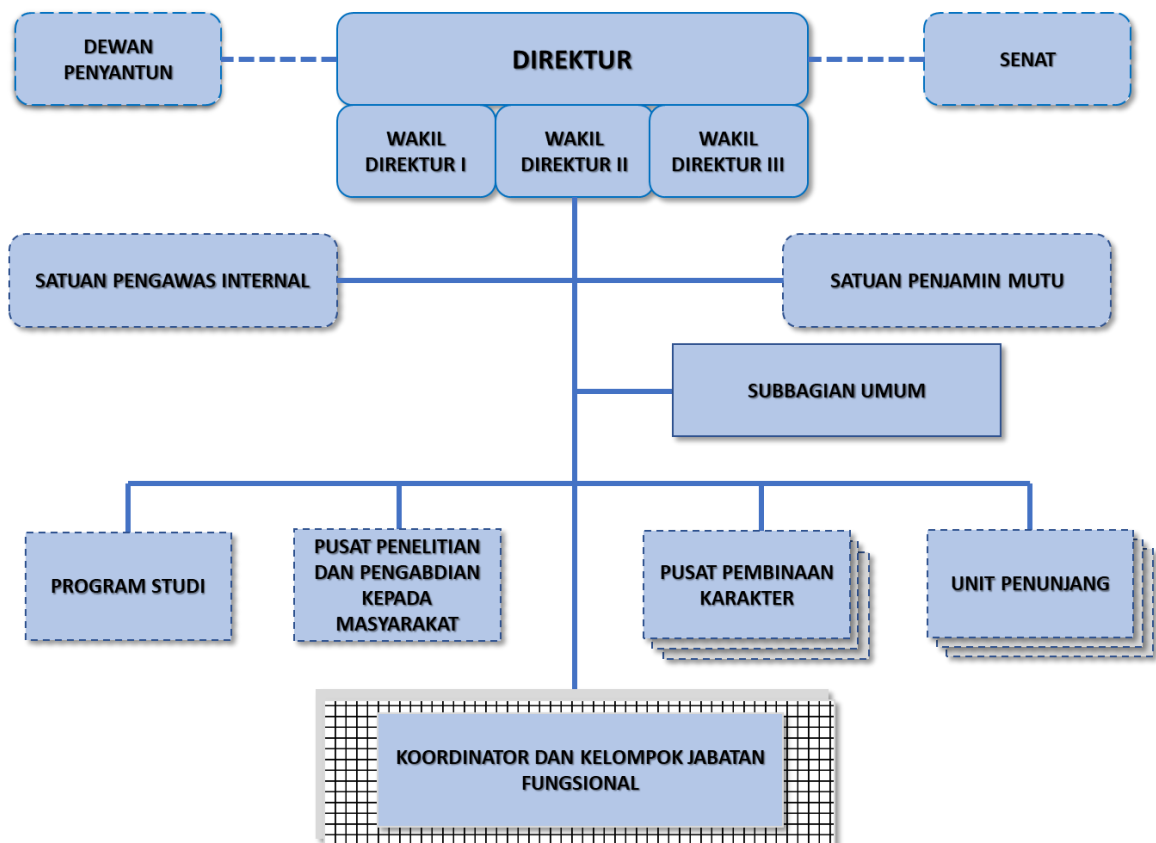 DEWAN
PENYANTUN
DIREKTUR
SENAT
WAKIL
DIREKTUR I
WAKIL
DIREKTUR II
WAKIL
DIREKTUR III
SATUAN PENGAWAS INTERNAL
SATUAN PENJAMIN MUTU
SUBBAGIAN UMUM
PROGRAM STUDI
PUSAT PENELITIAN
DAN PENGABDIAN
KEPADA
MASYARAKAT
PUSAT PEMBINAAN
KARAKTER
UNIT PENUNJANG
KOORDINATOR DAN KELOMPOK JABATAN
FUNGSIONAL